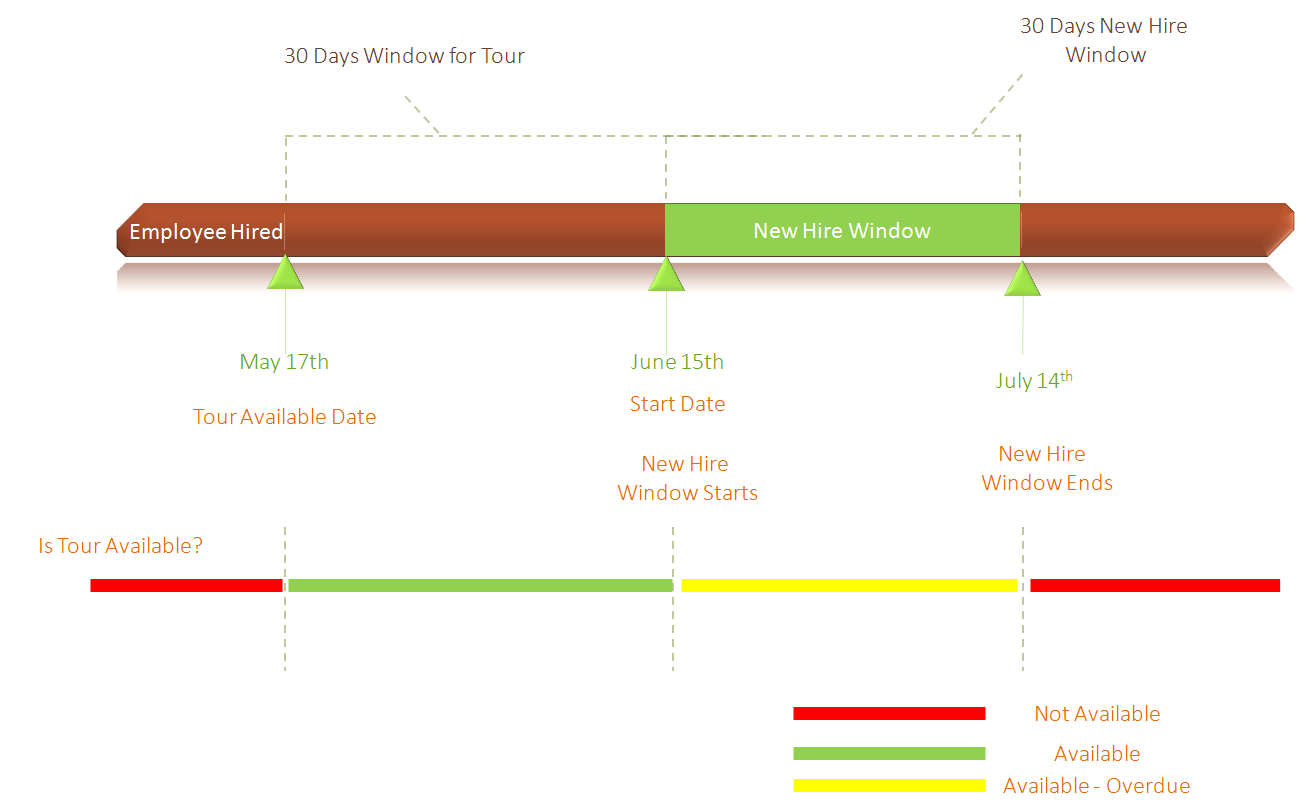 30 Days Window for Tour
30 Days New Hire
Window
Employee Hired
New Hire Window
May 17th
June 15th
July 14th
Tour Available Date
Start Date
New Hire
Window Starts
New Hire
Window Ends
Is Tour Available?
Not Available
Available
Available - Overdue